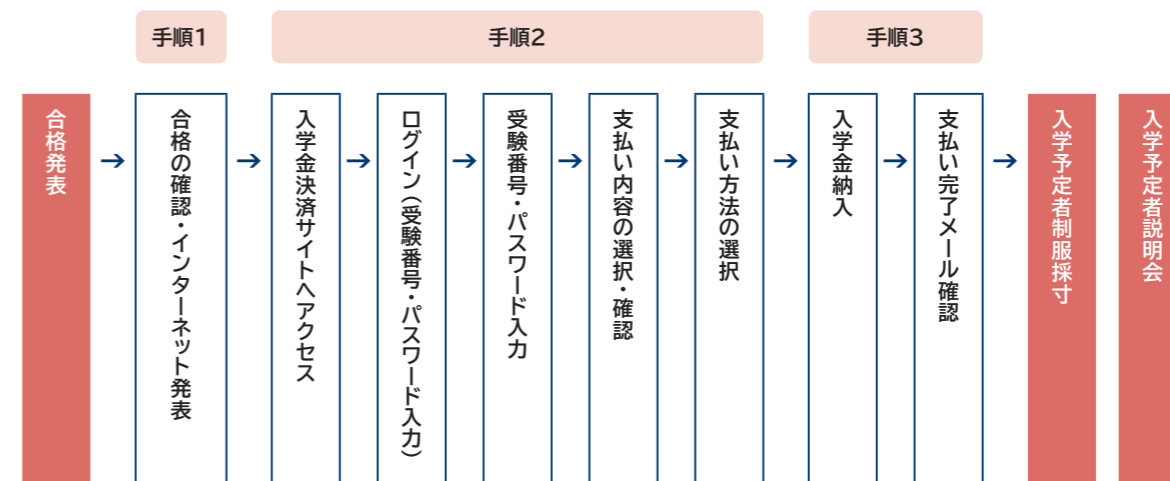 手順1
手順2
手順3
合格発表
合格の確認・インターネット発表
入学金決済サイトへアクセス
ログイン(受験番号・パスワード入力)
受験番号・パスワード入力
支払い内容の選択・確認
支払い方法の選択
入学金納入
支払い完了メール確認
入学予定者制服採寸
入学予定者説明会